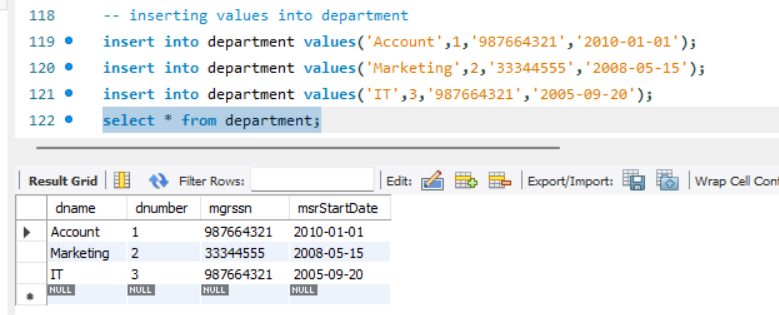 118 -- inserting values into department
119 insert into department values('Account',1,'987664321','2010-01-01');
120 insert into department values('Marketing',2,'33344555','2008-05-15');
121 insert into department values('IT',3,'987664321','2005-09-20');
122 select * from department;
Result Grid Filter Rows: Edit: Export/Import: Wrap Cell Cont
dname dnumber mgrssn msrStartDate
Account 1 987664321 2010-01-01
Marketing 2 33344555 2008-05-15
IT 3 987664321 2005-09-20
NULL NULL NULL NULL